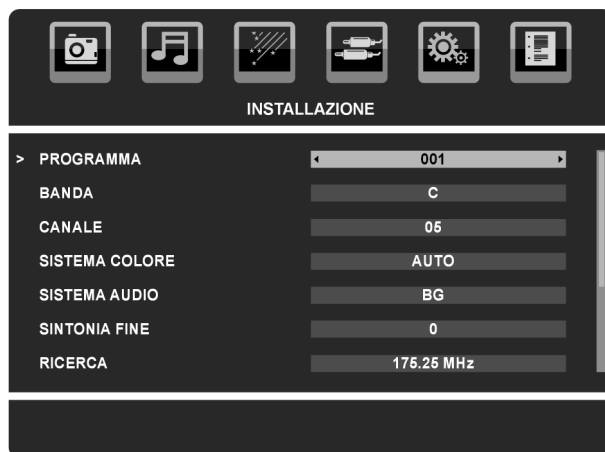 INSTALLAZIONE
> PROGRAMMA 001
BANDA C
CANALE 05
SISTEMA COLORE AUTO
SISTEMA AUDIO BG
SINTONIA FINE 0
RICERCA 175.25 MHz